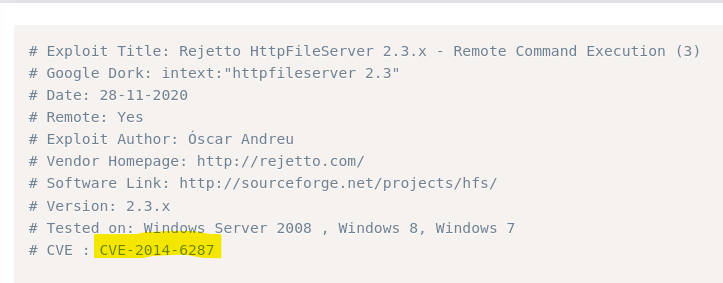 # Exploit Title: Rejetto HttpFileServer 2.3.x - Remote Command Execution (3)
# Google Dork: intext:"httpfileserver 2.3"
# Date: 28-11-2020
# Remote: Yes
# Exploit Author: Óscar Andreu
# Vendor Homepage: http://rejetto.com/
# Software Link: http://sourceforge.net/projects/hfs/
# Version: 2.3.x
# Tested on: Windows Server 2008 , Windows 8, Windows 7
# CVE : CVE-2014-6287